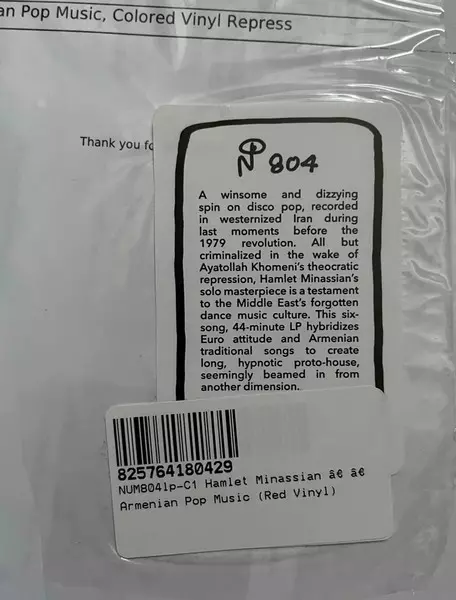 an Pop Music, Colored Vinyl Repress
Thank you fo
804
A winsome and dizzying
spin on disco pop, recorded
in westernized Iran during
last moments before the
1979 revolution. All but
criminalized in the wake of
Ayatollah Khomeni's theocratic
repression, Hamlet Minassian's
solo masterpiece is a testament
to the Middle East's forgotten
dance music culture. This six-
song, 44-minute LP hybridizes
Euro attitude and Armenian
traditional songs to create
long, hypnotic proto-house,
seemingly beamed in from
another dimension.
825764180429
NUM804lp-C1 Hamlet Minassian â€ â€
Armenian Pop Music (Red Vinyl)